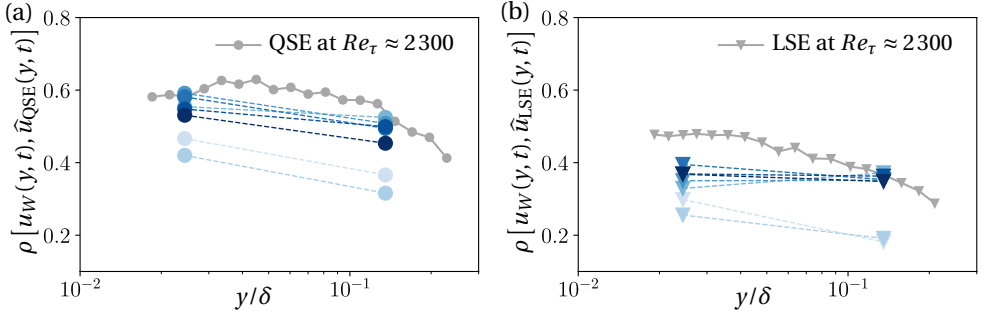 (a)
ρ [u_W(y, t), û_QSE(y, t)]
0.8
0.6
0.4
0.2
QSE at Re_τ ≈ 2300
10⁻²
10⁻¹
y/δ
(b)
ρ [u_W(y, t), û_LSE(y, t)]
0.8
0.6
0.4
0.2
LSE at Re_τ ≈ 2300
10⁻²
10⁻¹
y/δ